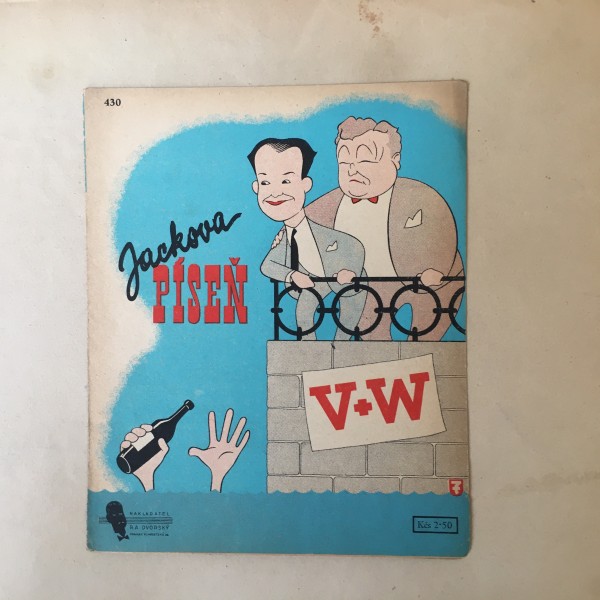 430
Jackova
PÍSEŇ
V+W
NAKLADATEL
R.A. DVORSKÝ
Kčs 2·50